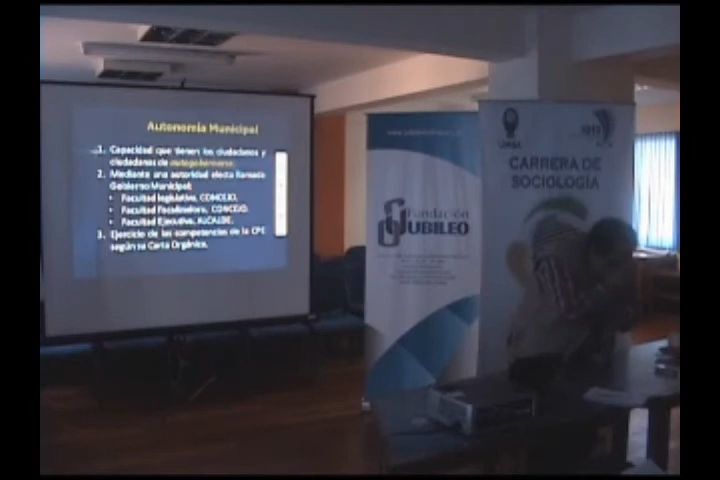 Autonomía Municipal
1. Capacidad que tienen los ciudadanos y
ciudadanas de autogobernarse.
2. Mediante una autoridad electa llamada
Gobierno Municipal:
• Facultad legislativa, CONCEJO.
• Facultad Fiscalizadora, CONCEJO.
• Facultad Ejecutiva, ALCALDE.
3. Ejercicio de las competencias de la CPE
según su Carta Orgánica.
Fundación
JUBILEO
UMSA
CARRERA DE
SOCIOLOGÍA